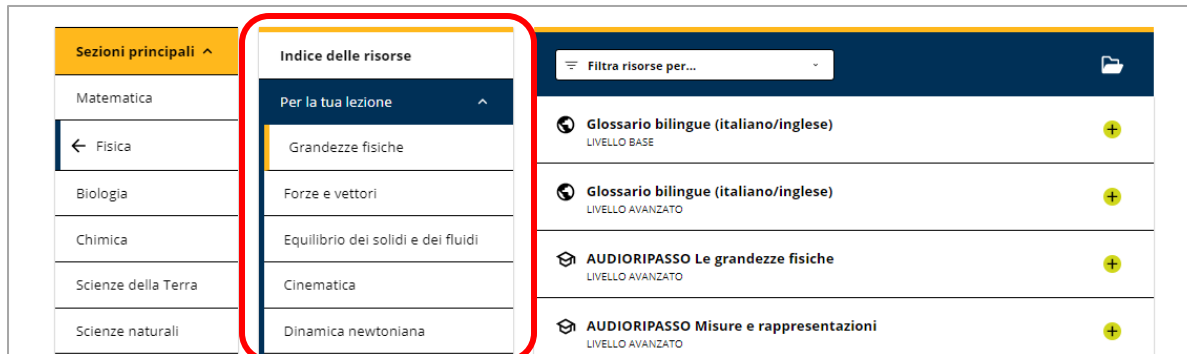 Sezioni principali
Matematica
Fisica
Biologia
Chimica
Scienze della Terra
Scienze naturali
Indice delle risorse
Per la tua lezione
Grandezze fisiche
Forze e vettori
Equilibrio dei solidi e dei fluidi
Cinematica
Dinamica newtoniana
Filtra risorse per...
Glossario bilingue (italiano/inglese)
LIVELLO BASE
Glossario bilingue (italiano/inglese)
LIVELLO AVANZATO
AUDIORIPASSO Le grandezze fisiche
LIVELLO AVANZATO
AUDIORIPASSO Misure e rappresentazioni
LIVELLO AVANZATO